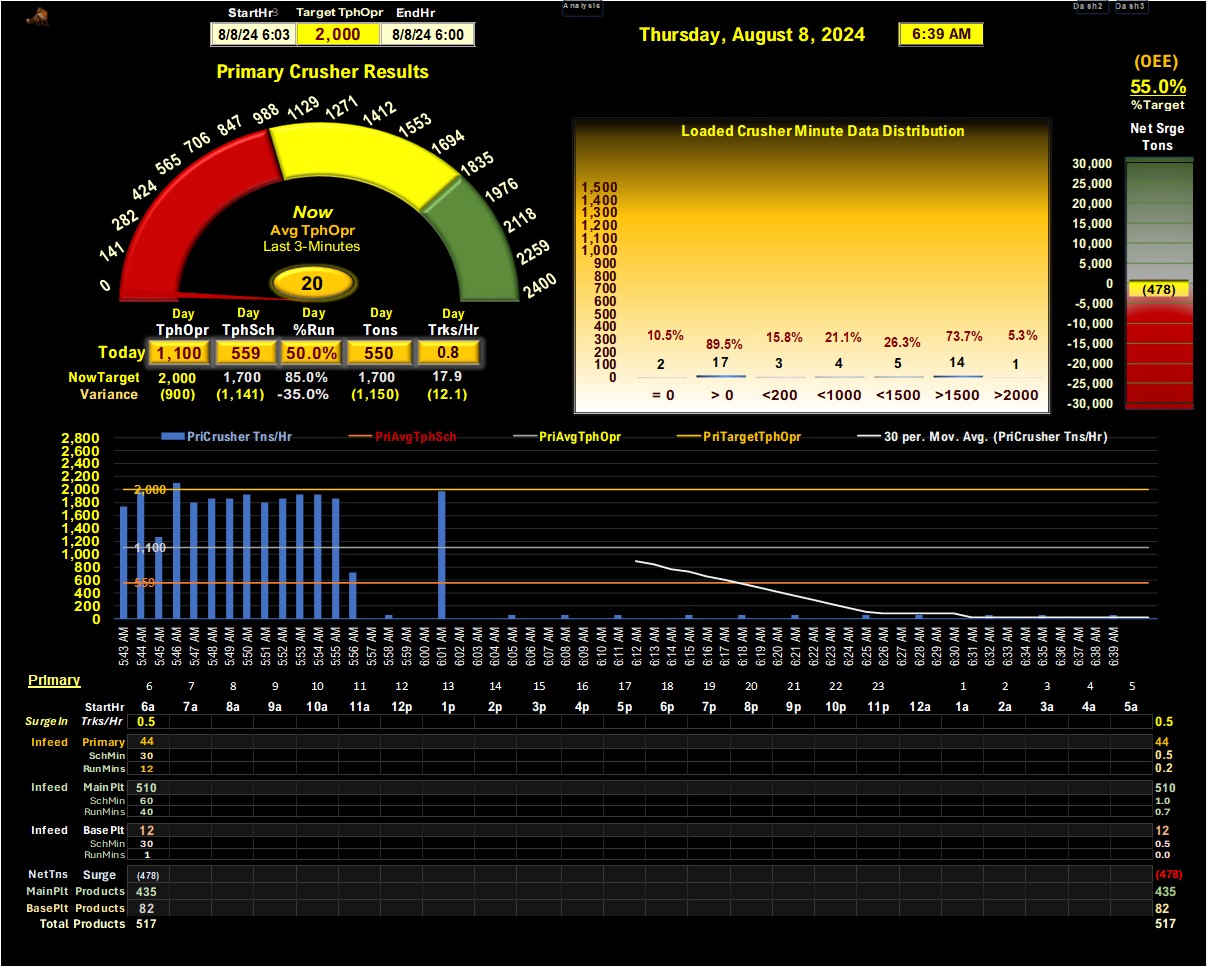 Analysis
Dash2 Dash3
StartHr3 Target TphOpr EndHr
8/8/24 6:03 2,000 8/8/24 6:00
Thursday, August 8, 2024 6:39 AM
(OEE)
55.0%
%Target
Net Srge
Tons
30,000
25,000
20,000
15,000
10,000
5,000
0
(478)
-5,000
-10,000
-15,000
-20,000
-25,000
-30,000
Primary Crusher Results
0 141 282 424 565 706 847 988 1129 1271 1412 1553 1694 1835 1976 2118 2259 2400
Now
Avg TphOpr
Last 3-Minutes
20
Day Day Day Day Day
TphOpr TphSch %Run Tons Trks/Hr
Today 1,100 559 50.0% 550 0.8
NowTarget 2,000 1,700 85.0% 1,700 17.9
Variance (900) (1,141) -35.0% (1,150) (12.1)
Loaded Crusher Minute Data Distribution
1,500
1,400
1,300
1,200
1,100
1,000
900
800
700
600
500
400
300
200
100
0
10.5% 89.5% 15.8% 21.1% 26.3% 73.7% 5.3%
2 17 3 4 5 14 1
= 0 > 0 <200 <1000 <1500 >1500 >2000
PriCrusher Tns/Hr PriAvgTphSch PriAvgTphOpr PriTargetTphOpr 30 per. Mov. Avg. (PriCrusher Tns/Hr)
2,800
2,600
2,400
2,200
2,000
1,800
1,600
1,400
1,200
1,000
800
600
400
200
0
2,000
1,100
559
5:43 AM 5:44 AM 5:45 AM 5:46 AM 5:47 AM 5:48 AM 5:49 AM 5:50 AM 5:51 AM 5:52 AM 5:53 AM 5:54 AM 5:55 AM 5:56 AM 5:57 AM 5:58 AM 5:59 AM 6:00 AM 6:01 AM 6:02 AM 6:03 AM 6:04 AM 6:05 AM 6:06 AM 6:07 AM 6:08 AM 6:09 AM 6:10 AM 6:11 AM 6:12 AM 6:13 AM 6:14 AM 6:15 AM 6:16 AM 6:17 AM 6:18 AM 6:19 AM 6:20 AM 6:21 AM 6:22 AM 6:23 AM 6:24 AM 6:25 AM 6:26 AM 6:27 AM 6:28 AM 6:29 AM 6:30 AM 6:31 AM 6:32 AM 6:33 AM 6:34 AM 6:35 AM 6:36 AM 6:37 AM 6:38 AM 6:39 AM
Primary
6 7 8 9 10 11 12 13 14 15 16 17 18 19 20 21 22 23 1 2 3 4 5
StartHr 6a 7a 8a 9a 10a 11a 12p 1p 2p 3p 4p 5p 6p 7p 8p 9p 10p 11p 12a 1a 2a 3a 4a 5a
SurgeIn Trks/Hr 0.5 0.5
Infeed Primary 44 44
SchMin 30 0.5
RunMins 12 0.2
Infeed MainPlt 510 510
SchMin 60 1.0
RunMins 40 0.7
Infeed BasePlt 12 12
SchMin 30 0.5
RunMins 1 0.0
NetTns Surge (478) (478)
MainPlt Products 435 435
BasePlt Products 82 82
Total Products 517 517